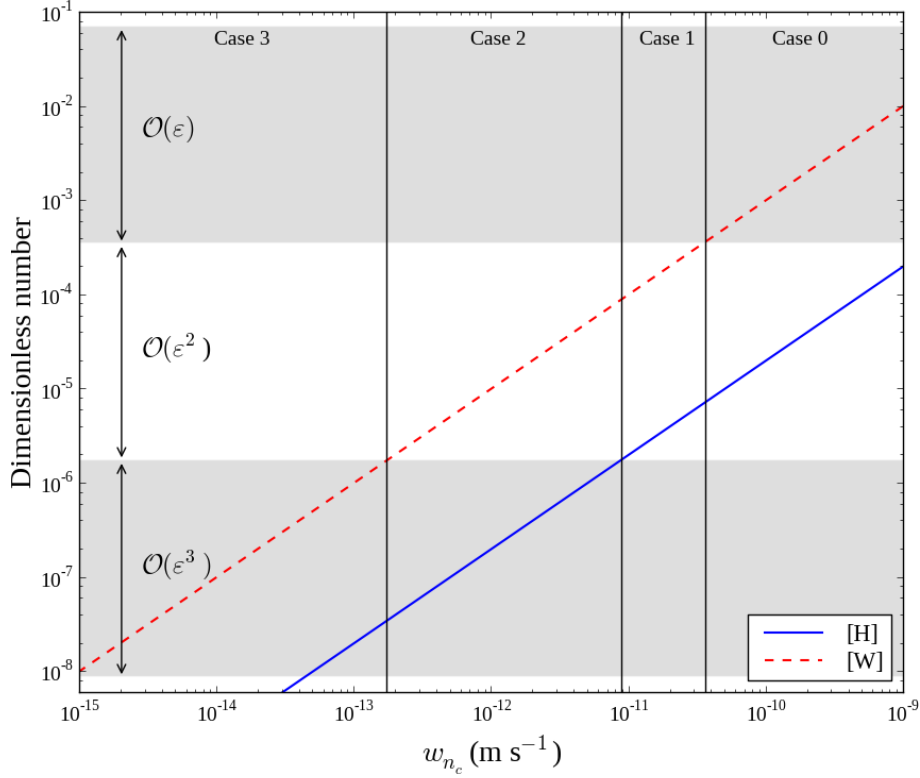 Dimensionless number
10⁻¹
10⁻²
10⁻³
10⁻⁴
10⁻⁵
10⁻⁶
10⁻⁷
10⁻⁸
Case 3 Case 2 Case 1 Case 0
𝒪(ε)
𝒪(ε²)
𝒪(ε³)
[H]
[W]
10⁻¹⁵ 10⁻¹⁴ 10⁻¹³ 10⁻¹² 10⁻¹¹ 10⁻¹⁰ 10⁻⁹
w_{n_c} (m s⁻¹)